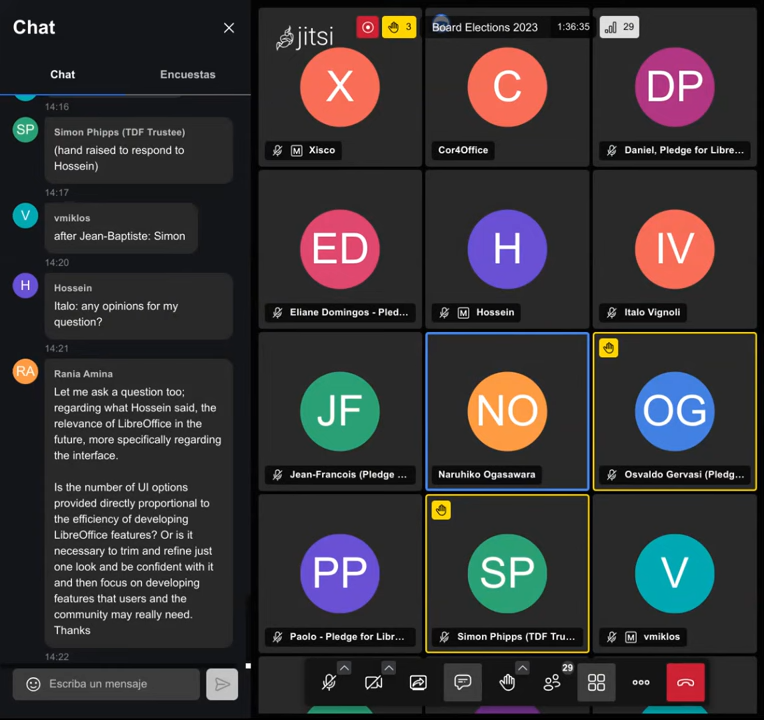 Chat
Chat
Encuestas
14:16
SP
Simon Phipps (TDF Trustee)
(hand raised to respond to
Hossein)
14:17
V
vmiklos
after Jean-Baptiste: Simon
14:20
H
Hossein
Italo: any opinions for my
question?
14:21
RA
Rania Amina
Let me ask a question too;
regarding what Hossein said, the
relevance of LibreOffice in the
future, more specifically regarding
the interface.
Is the number of UI options
provided directly proportional to
the efficiency of developing
LibreOffice features? Or is it
necessary to trim and refine just
one look and be confident with it
and then focus on developing
features that users and the
community may really need.
Thanks
14:22
Escriba un mensaje
jitsi
3
Board Elections 2023
1:36:35
29
X
M Xisco
C
Cor4Office
DP
Daniel, Pledge for Libre...
ED
Eliane Domingos - Pled...
H
M Hossein
IV
Italo Vignoli
JF
Jean-Francois (Pledge ...
NO
Naruhiko Ogasawara
OG
Osvaldo Gervasi (Pledg...
PP
Paolo - Pledge for Libr...
SP
Simon Phipps (TDF Tru...
V
M vmiklos
29